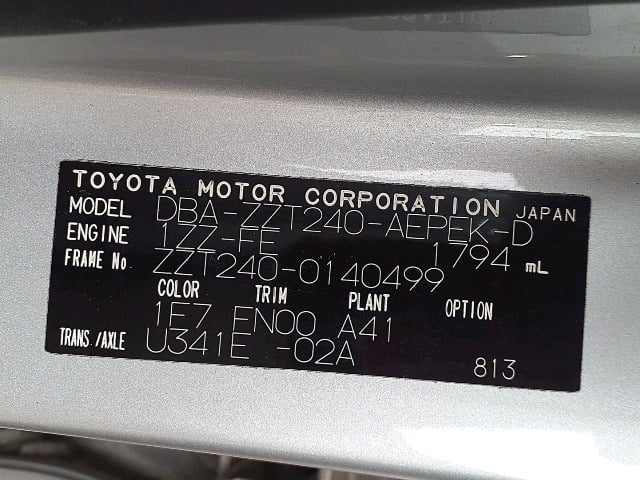 TOYOTA MOTOR CORPORATION JAPAN
MODEL DBA-ZZT240-AEPEK-D
ENGINE 1ZZ-FE 1794 mL
FRAME No ZZT240-0140499
COLOR TRIM PLANT OPTION
1E7 EN00 A41
TRANS./AXLE U341E -02A
813